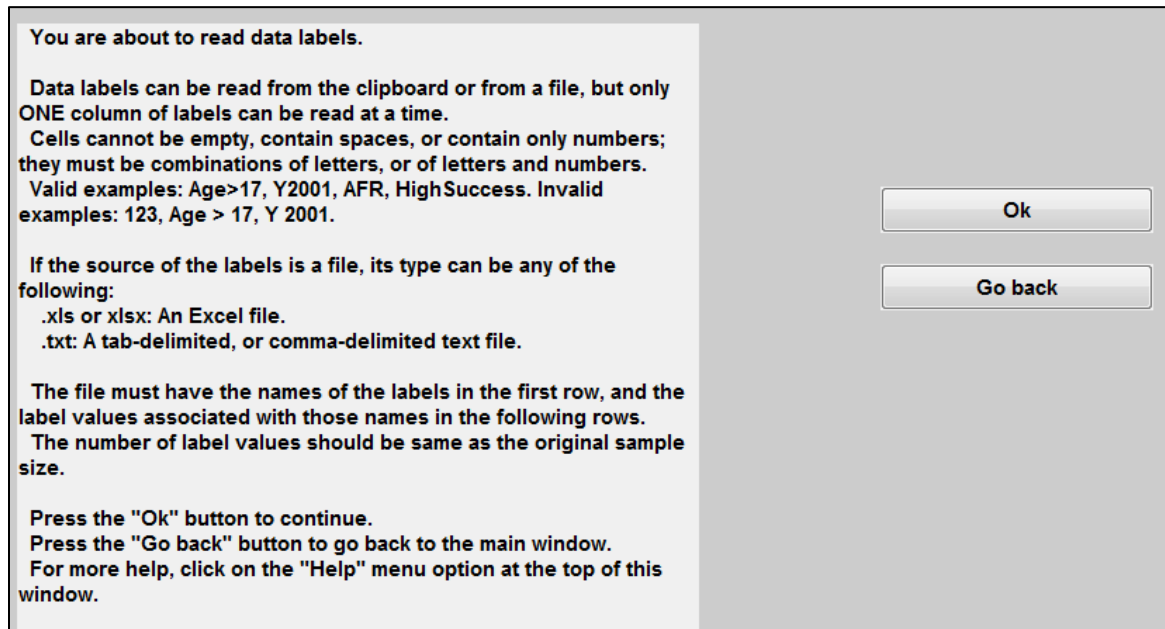 You are about to read data labels.
Data labels can be read from the clipboard or from a file, but only
ONE column of labels can be read at a time.
Cells cannot be empty, contain spaces, or contain only numbers;
they must be combinations of letters, or of letters and numbers.
Valid examples: Age>17, Y2001, AFR, HighSuccess. Invalid
examples: 123, Age > 17, Y 2001.
If the source of the labels is a file, its type can be any of the
following:
.xls or xlsx: An Excel file.
.txt: A tab-delimited, or comma-delimited text file.
The file must have the names of the labels in the first row, and the
label values associated with those names in the following rows.
The number of label values should be same as the original sample
size.
Press the "Ok" button to continue.
Press the "Go back" button to go back to the main window.
For more help, click on the "Help" menu option at the top of this
window.
Ok
Go back